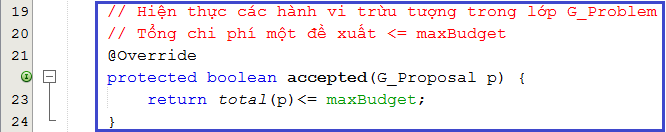 19 // Hiện thực các hành vi trừu tượng trong lớp G_Problem
20 // Tổng chi phí một đề xuất <= maxBudget
21 @Override
protected boolean accepted(G_Proposal p) {
23 return total(p)<= maxBudget;
24 }